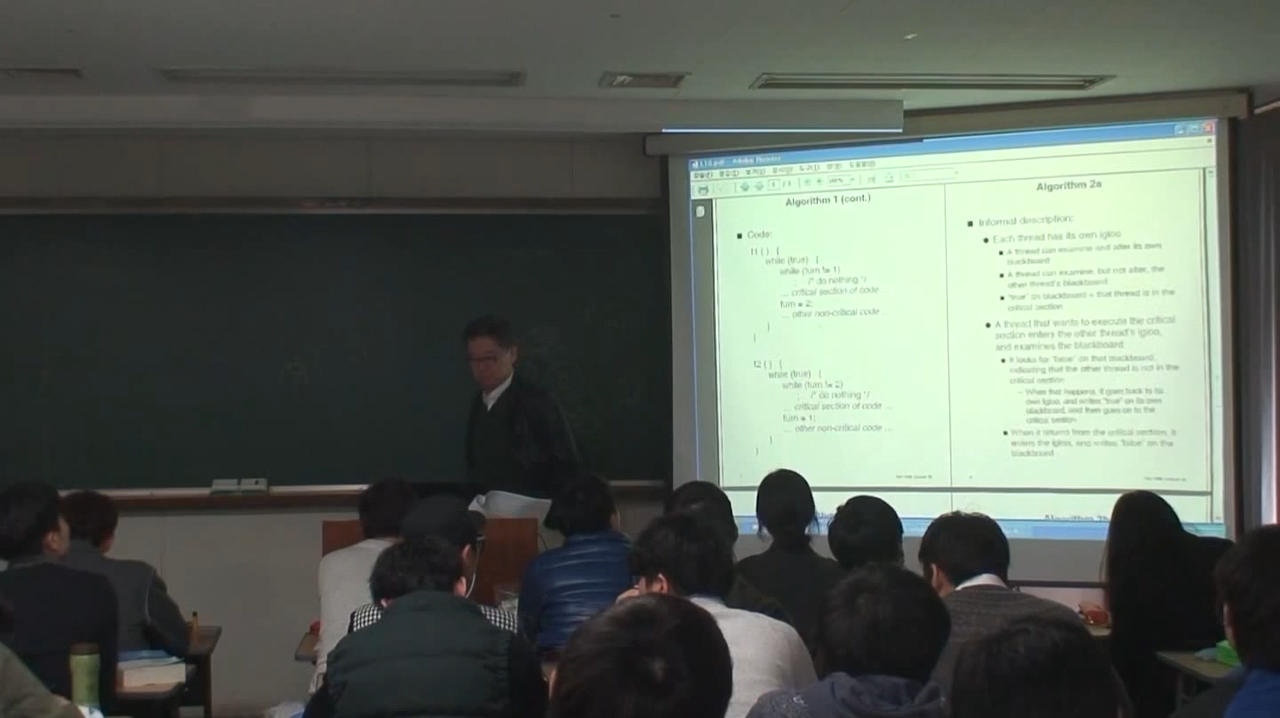 Algorithm 1 (cont.)
■ Code:
t1 ( ) {
while (true) {
while (turn != 1)
; /* do nothing */
... critical section of code ...
turn = 2;
... other non-critical code ...
}
}
t2 ( ) {
while (true) {
while (turn != 2)
; /* do nothing */
... critical section of code ...
turn = 1;
... other non-critical code ...
}
}
Algorithm 2a
■ Informal description:
● Each thread has its own igloo
■ A thread can examine and alter its own
blackboard
■ A thread can examine, but not alter, the
other thread's blackboard
■ "true" on blackboard = that thread is in the
critical section
● A thread that wants to execute the critical
section enters the other thread's igloo,
and examines the blackboard
■ It looks for "false" on that blackboard,
indicating that the other thread is not in the
critical section
– When that happens, it goes back to its
own igloo, and writes "true" on its own
blackboard, and then goes on to the
critical section
■ When it returns from the critical section, it
enters the igloo, and writes "false" on the
blackboard